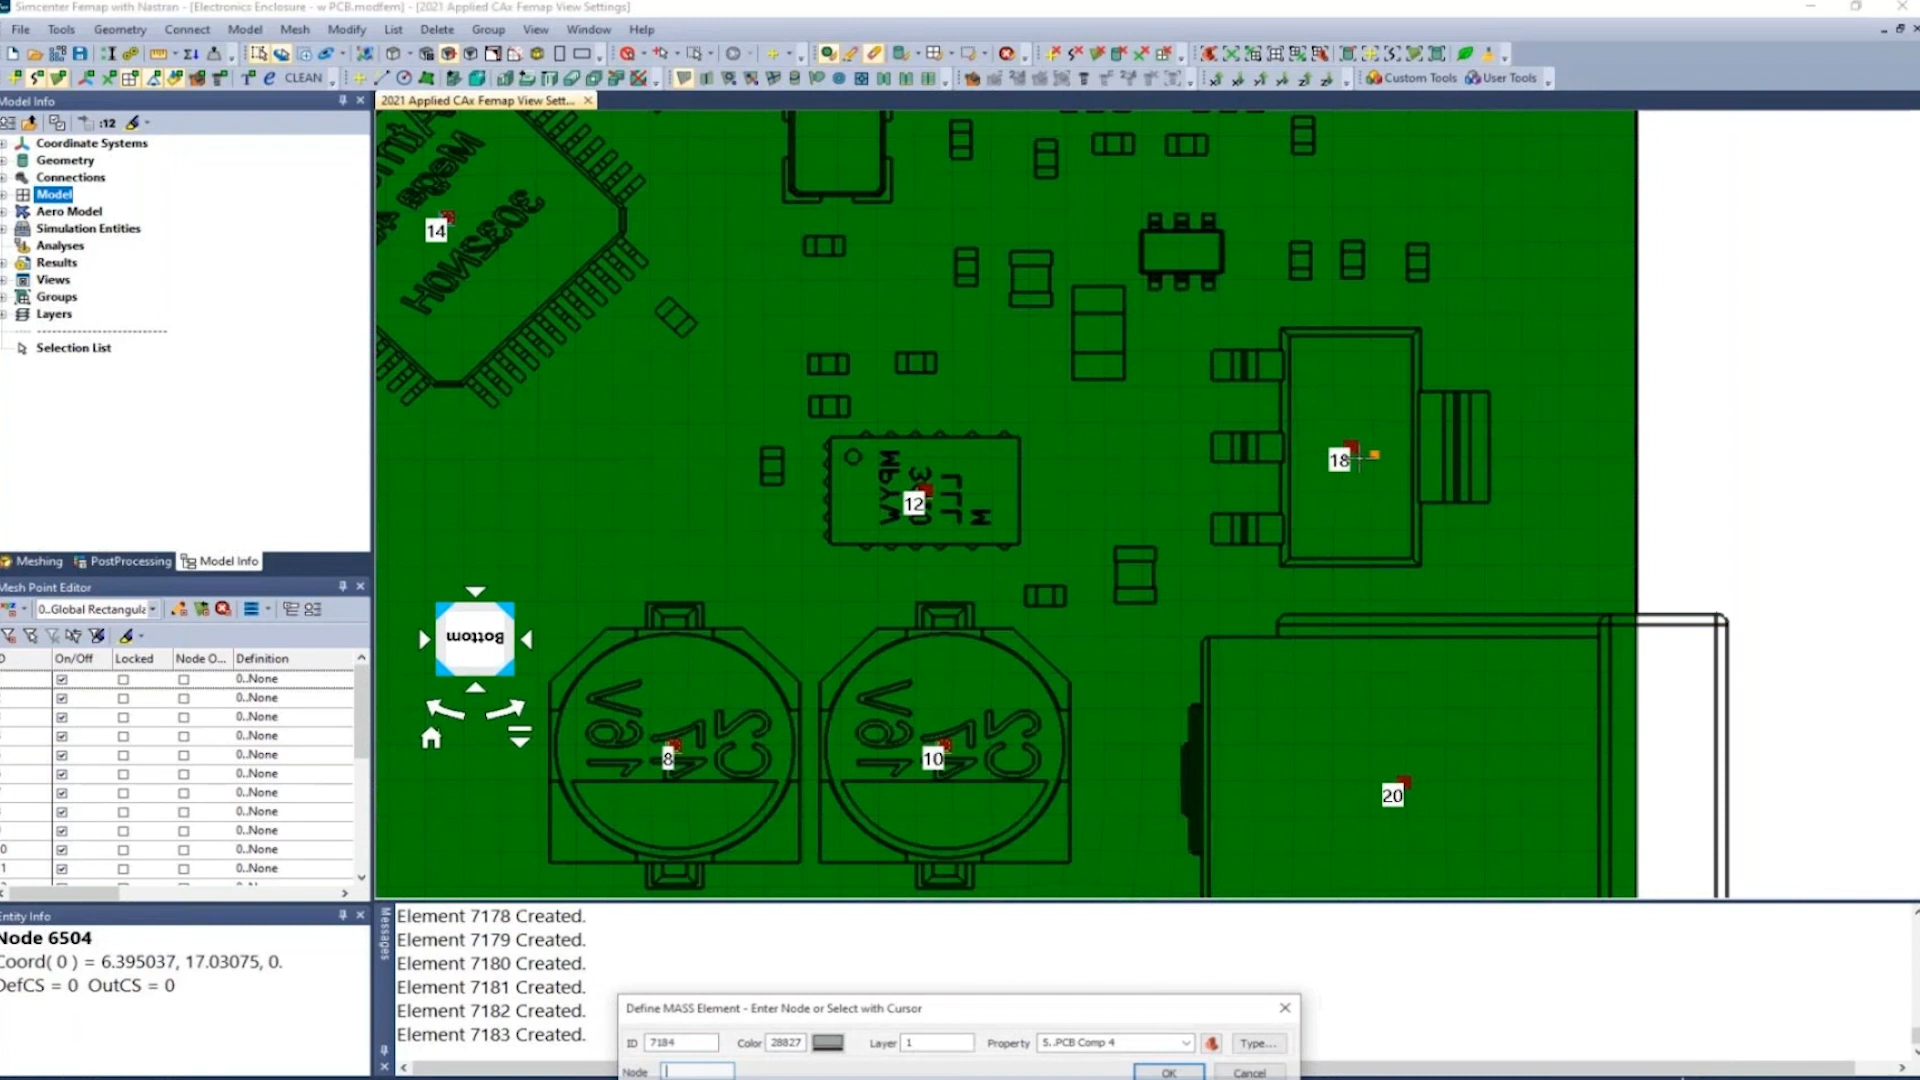 Simcenter Femap with Nastran - [Electronics Enclosure - w PCB.modfem] - [2021 Applied CAx Femap View Settings]
File Tools Geometry Connect Model Mesh Modify List Delete Group View Window Help
CLEAN Custom Tools User Tools
Model Info
2021 Applied CAx Femap View Sett...
:12
Coordinate Systems
Geometry
Connections
Model
Aero Model
Simulation Entities
Analyses
Results
Views
Groups
Layers
Selection List
Meshing PostProcessing Model Info
Mesh Point Editor
0..Global Rectangula
On/Off Locked Node O... Definition
0..None
0..None
0..None
0..None
0..None
0..None
0..None
0..None
0..None
0 0..None
1 0..None
Entity Info
Node 6504
Coord( 0 ) = 6.395037, 17.03075, 0.
DefCS = 0 OutCS = 0
14
Mega
HON
18
12
8
10
20
V6
16V
Bottom
Messages
Element 7178 Created.
Element 7179 Created.
Element 7180 Created.
Element 7181 Created.
Element 7182 Created.
Element 7183 Created.
Define MASS Element - Enter Node or Select with Cursor
ID 7184 Color 28827 Layer 1 Property 5..PCB Comp 4 Type...
Node OK Cancel